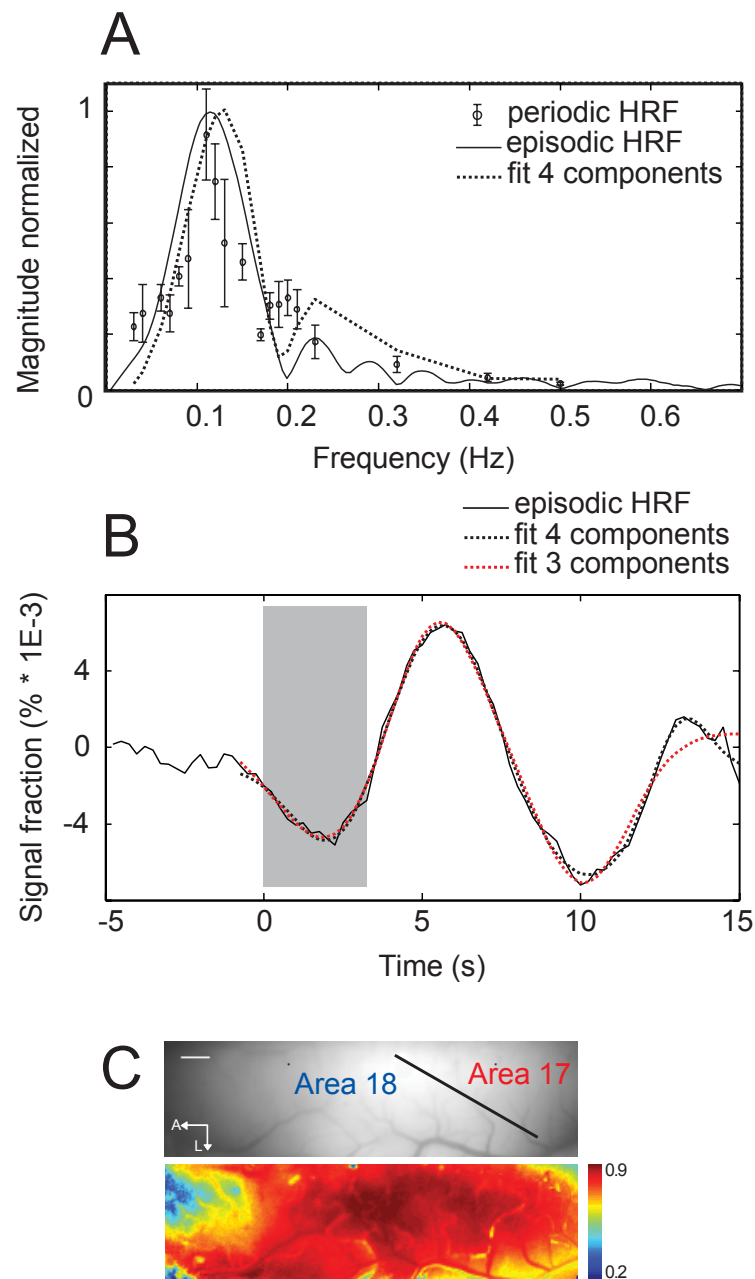 A
1
0
Magnitude normalized
periodic HRF
episodic HRF
fit 4 components
0.1 0.2 0.3 0.4 0.5 0.6
Frequency (Hz)
B
episodic HRF
fit 4 components
fit 3 components
Signal fraction (% * 1E-3)
4
0
-4
-5 0 5 10 15
Time (s)
C
Area 18
Area 17
A
L
0.9
0.2